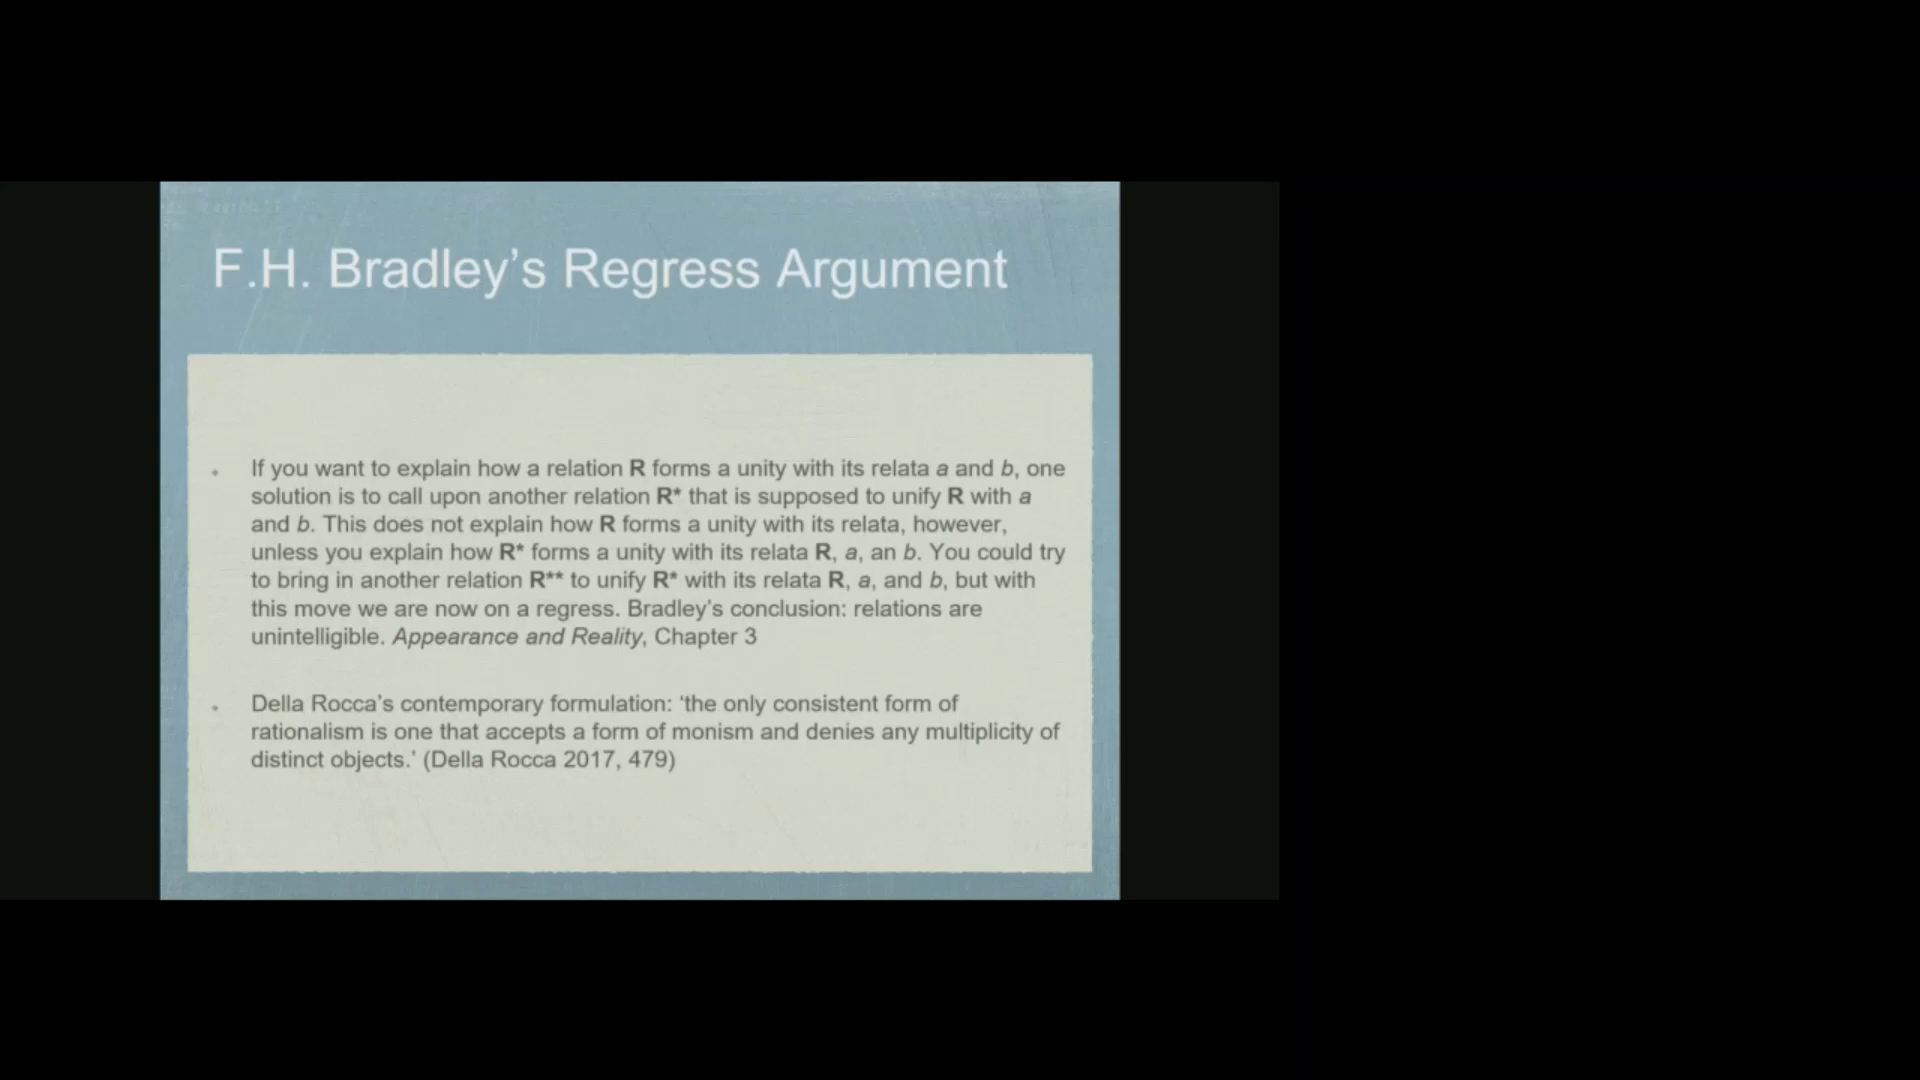 F.H. Bradley’s Regress Argument
If you want to explain how a relation R forms a unity with its relata a and b, one
solution is to call upon another relation R* that is supposed to unify R with a
and b. This does not explain how R forms a unity with its relata, however,
unless you explain how R* forms a unity with its relata R, a, an b. You could try
to bring in another relation R** to unify R* with its relata R, a, and b, but with
this move we are now on a regress. Bradley’s conclusion: relations are
unintelligible. Appearance and Reality, Chapter 3
Della Rocca’s contemporary formulation: ‘the only consistent form of
rationalism is one that accepts a form of monism and denies any multiplicity of
distinct objects.’ (Della Rocca 2017, 479)